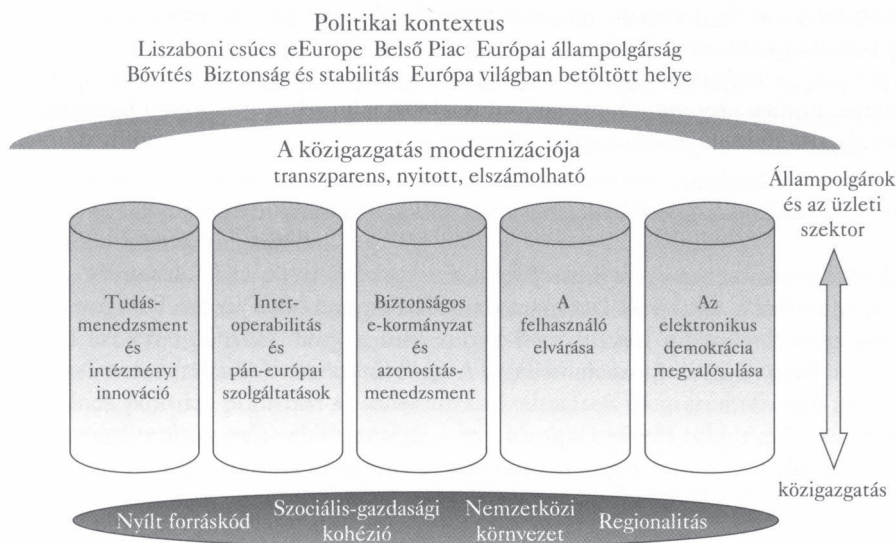 Politikai kontextus
Liszaboni csúcs eEurope Belső Piac Európai állampolgárság
Bővítés Biztonság és stabilitás Európa világban betöltött helye
A közigazgatás modernizációja
transzparens, nyitott, elszámolható
Állampolgárok
és az üzleti
szektor
Tudás-
menedzsment
és
intézményi
innováció
Inter-
operabilitás
és
pán-európai
szolgáltatások
Biztonságos
e-kormányzat
és
azonosítás-
menedzsment
A
felhasználó
elvárása
Az
elektronikus
demokrácia
megvalósulása
közigazgatás
Nyílt forráskód
Szociális-gazdasági
kohézió
Nemzetközi
környezet
Regionalitás